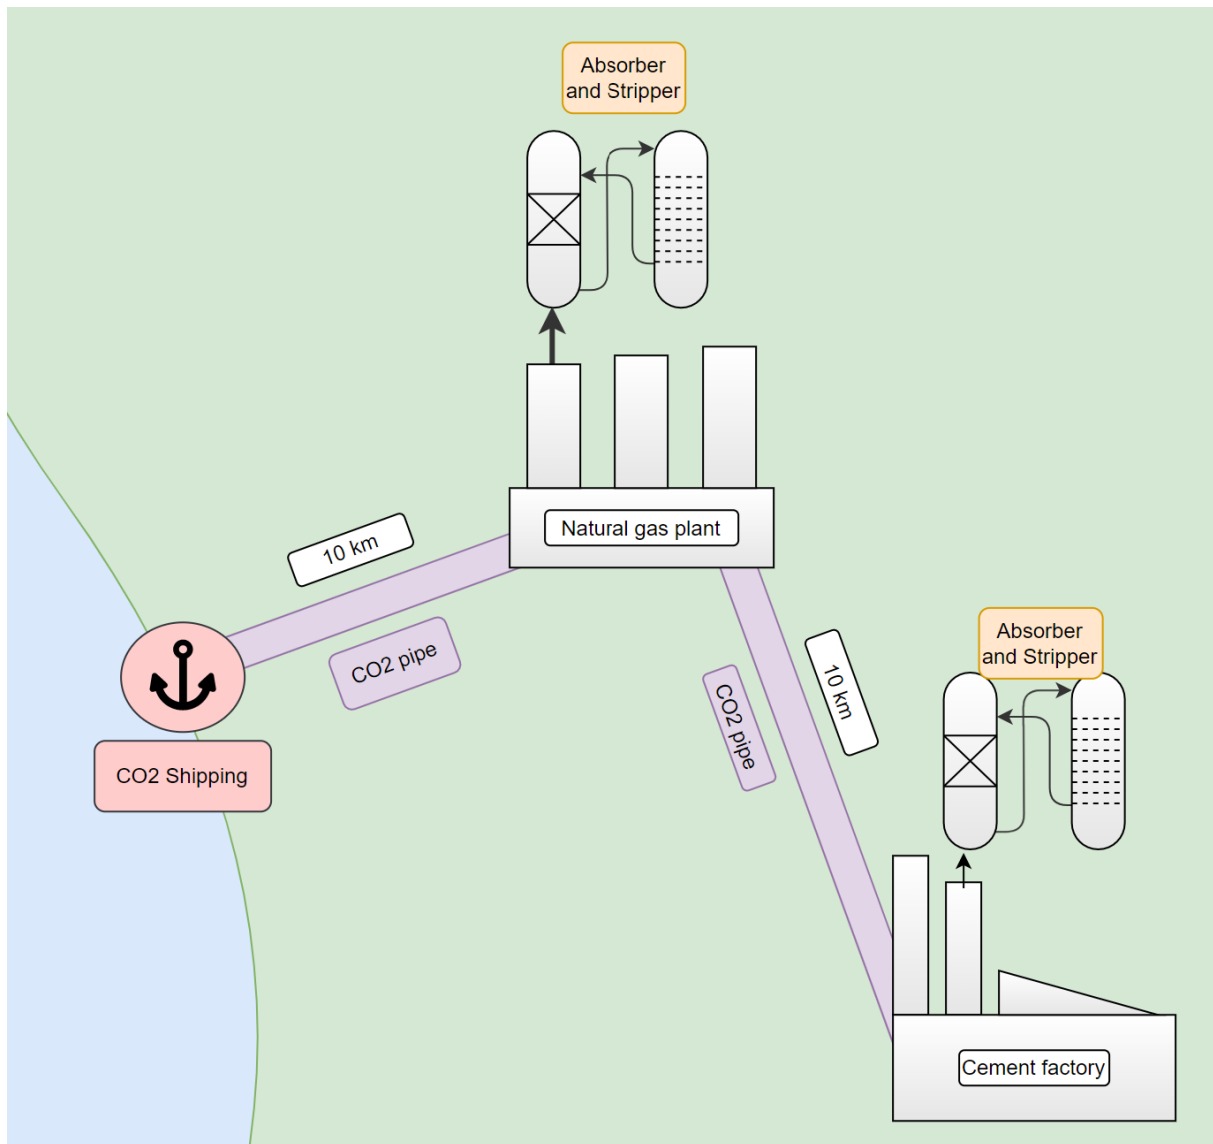 Absorber
and Stripper
Natural gas plant
10 km
CO2 pipe
CO2 Shipping
10 km
CO2 pipe
Absorber
and Stripper
Cement factory